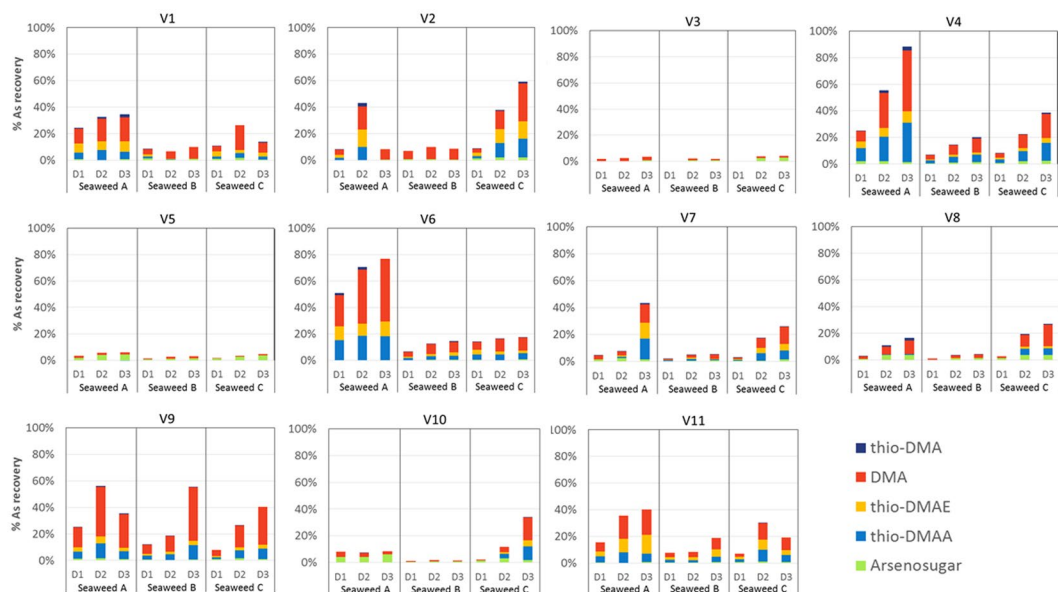 V1
V2
V3
V4
% As recovery
100%
80%
60%
40%
20%
0%
D1 D2 D3 D1 D2 D3 D1 D2 D3
Seaweed A Seaweed B Seaweed C
100%
80%
60%
40%
20%
0%
D1 D2 D3 D1 D2 D3 D1 D2 D3
Seaweed A Seaweed B Seaweed C
100%
80%
60%
40%
20%
0%
D1 D2 D3 D1 D2 D3 D1 D2 D3
Seaweed A Seaweed B Seaweed C
100%
80%
60%
40%
20%
0%
D1 D2 D3 D1 D2 D3 D1 D2 D3
Seaweed A Seaweed B Seaweed C
V5
V6
V7
V8
% As recovery
100%
80%
60%
40%
20%
0%
D1 D2 D3 D1 D2 D3 D1 D2 D3
Seaweed A Seaweed B Seaweed C
100%
80%
60%
40%
20%
0%
D1 D2 D3 D1 D2 D3 D1 D2 D3
Seaweed A Seaweed B Seaweed C
100%
80%
60%
40%
20%
0%
D1 D2 D3 D1 D2 D3 D1 D2 D3
Seaweed A Seaweed B Seaweed C
100%
80%
60%
40%
20%
0%
D1 D2 D3 D1 D2 D3 D1 D2 D3
Seaweed A Seaweed B Seaweed C
V9
V10
V11
% As recovery
100%
80%
60%
40%
20%
0%
D1 D2 D3 D1 D2 D3 D1 D2 D3
Seaweed A Seaweed B Seaweed C
100%
80%
60%
40%
20%
0%
D1 D2 D3 D1 D2 D3 D1 D2 D3
Seaweed A Seaweed B Seaweed C
100%
80%
60%
40%
20%
0%
D1 D2 D3 D1 D2 D3 D1 D2 D3
Seaweed A Seaweed B Seaweed C
thio-DMA
DMA
thio-DMAE
thio-DMAA
Arsenosugar